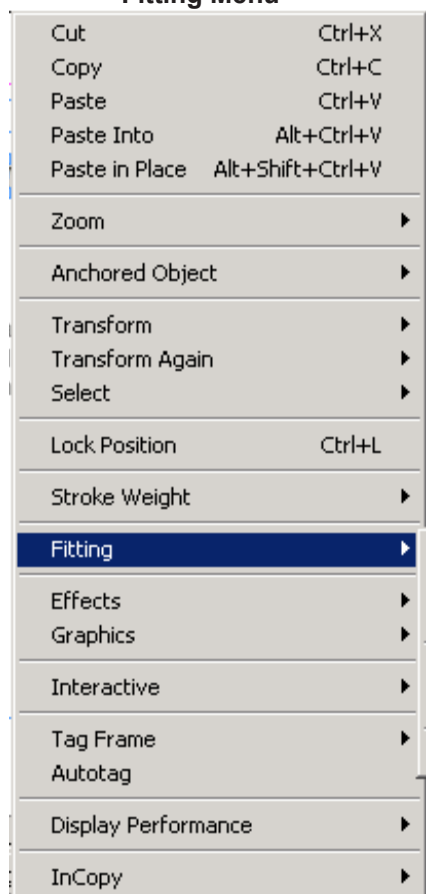 Fitting Menu
Cut Ctrl+X
Copy Ctrl+C
Paste Ctrl+V
Paste Into Alt+Ctrl+V
Paste in Place Alt+Shift+Ctrl+V
Zoom
Anchored Object
Transform
Transform Again
Select
Lock Position Ctrl+L
Stroke Weight
Fitting
Effects
Graphics
Interactive
Tag Frame
Autotag
Display Performance
InCopy